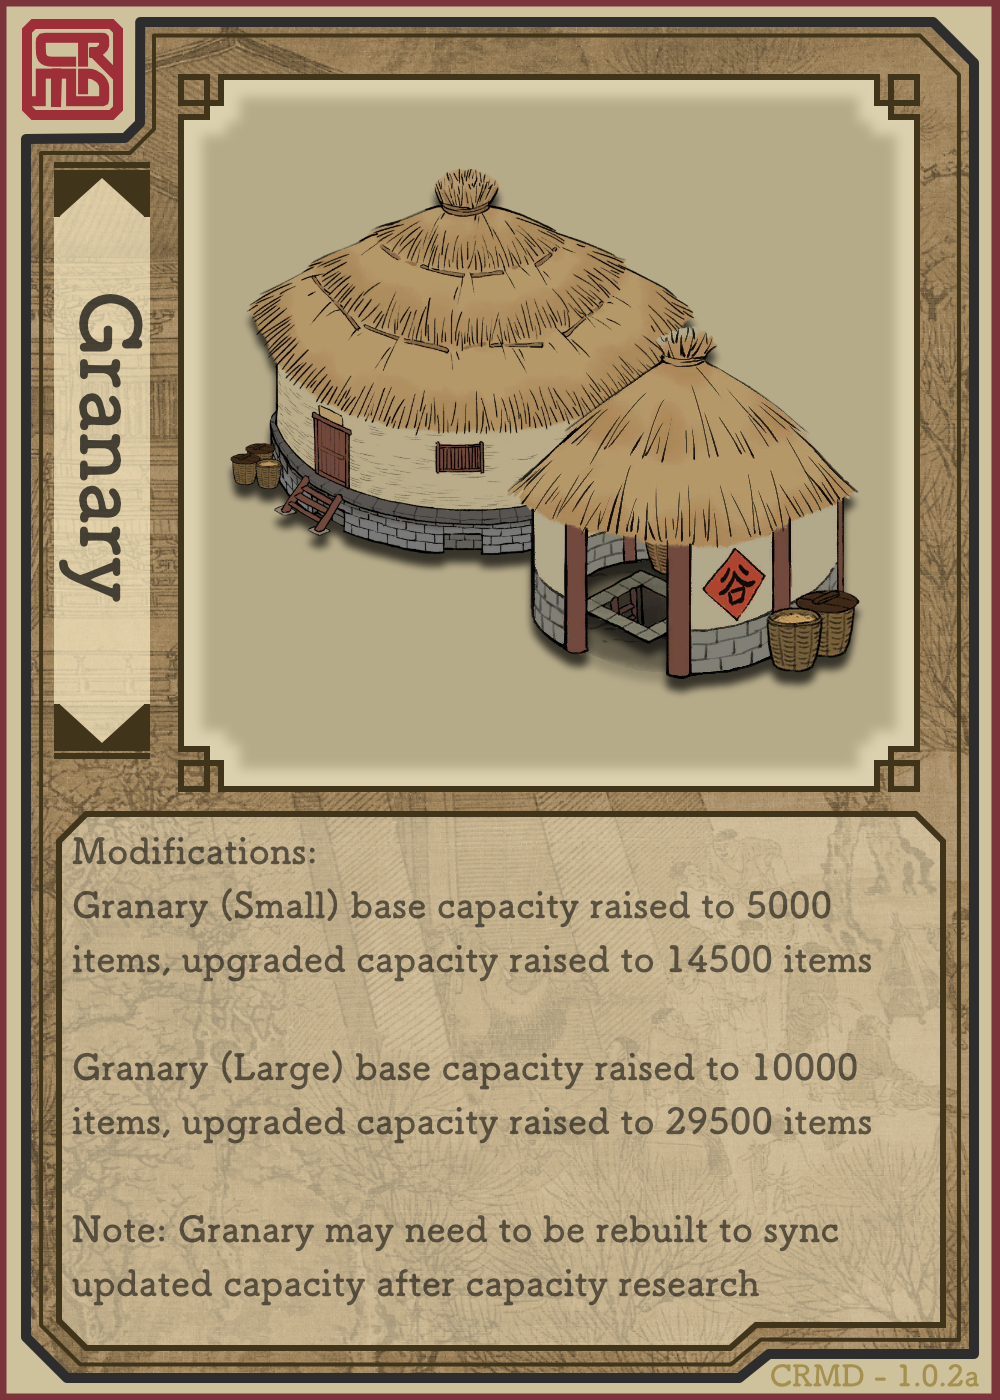 CRMD
Granary
谷
Modifications:
Granary (Small) base capacity raised to 5000
items, upgraded capacity raised to 14500 items
Granary (Large) base capacity raised to 10000
items, upgraded capacity raised to 29500 items
Note: Granary may need to be rebuilt to sync
updated capacity after capacity research
CRMD - 1.0.2a